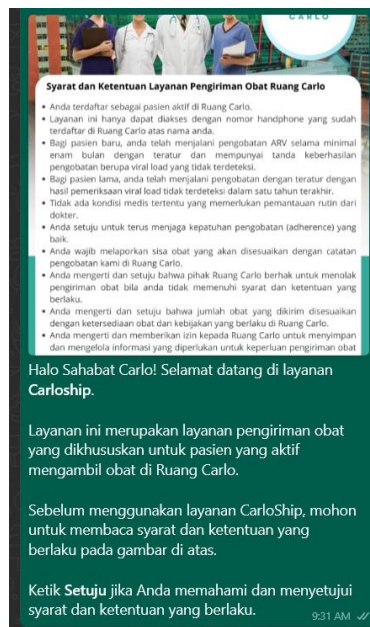 CARLO
Syarat dan Ketentuan Layanan Pengiriman Obat Ruang Carlo
• Anda terdaftar sebagai pasien aktif di Ruang Carlo.
• Layanan ini hanya dapat diakses dengan nomor handphone yang sudah
terdaftar di Ruang Carlo atas nama anda.
• Bagi pasien baru, anda telah menjalani pengobatan ARV selama minimal
enam bulan dengan teratur dan mempunyai tanda keberhasilan
pengobatan berupa viral load yang tidak terdeteksi.
• Bagi pasien lama, anda telah menjalani pengobatan dengan teratur dengan
hasil pemeriksaan viral load tidak terdeteksi dalam satu tahun terakhir.
• Tidak ada kondisi medis tertentu yang memerlukan pemantauan rutin dari
dokter.
• Anda setuju untuk terus menjaga kepatuhan pengobatan (adherence) yang
baik.
• Anda wajib melaporkan sisa obat yang akan disesuaikan dengan catatan
pengobatan kami di Ruang Carlo.
• Anda mengerti dan setuju bahwa pihak Ruang Carlo berhak untuk menolak
pengiriman obat bila anda tidak memenuhi syarat dan ketentuan yang
berlaku.
• Anda mengerti dan setuju bahwa jumlah obat yang dikirim disesuaikan
dengan ketersediaan obat dan kebijakan yang berlaku di Ruang Carlo.
• Anda mengerti dan memberikan izin kepada Ruang Carlo untuk menyimpan
dan mengelola informasi yang diperlukan untuk keperluan pengiriman obat
Halo Sahabat Carlo! Selamat datang di layanan
Carloship.
Layanan ini merupakan layanan pengiriman obat
yang dikhususkan untuk pasien yang aktif
mengambil obat di Ruang Carlo.
Sebelum menggunakan layanan CarloShip, mohon
untuk membaca syarat dan ketentuan yang
berlaku pada gambar di atas.
Ketik Setuju jika Anda memahami dan menyetujui
syarat dan ketentuan yang berlaku.
9:31 AM